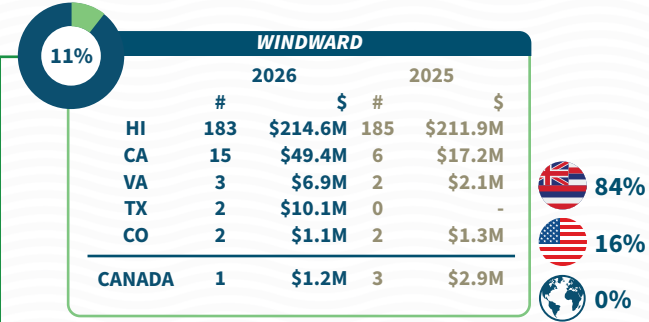 11%
WINDWARD
2026 2025
# $ # $
HI 183 $214.6M 185 $211.9M
CA 15 $49.4M 6 $17.2M
VA 3 $6.9M 2 $2.1M
TX 2 $10.1M 0 -
CO 2 $1.1M 2 $1.3M
CANADA 1 $1.2M 3 $2.9M
84%
16%
0%